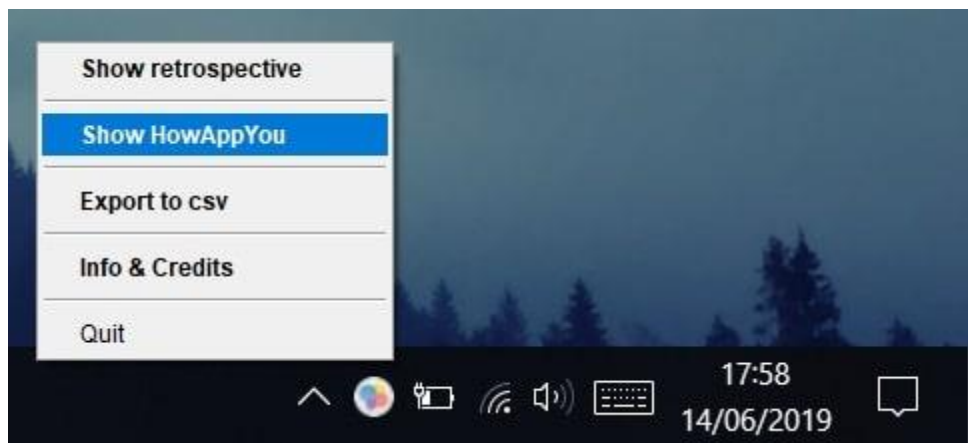 Show retrospective
Show HowAppYou
Export to csv
Info & Credits
Quit
17:58
14/06/2019